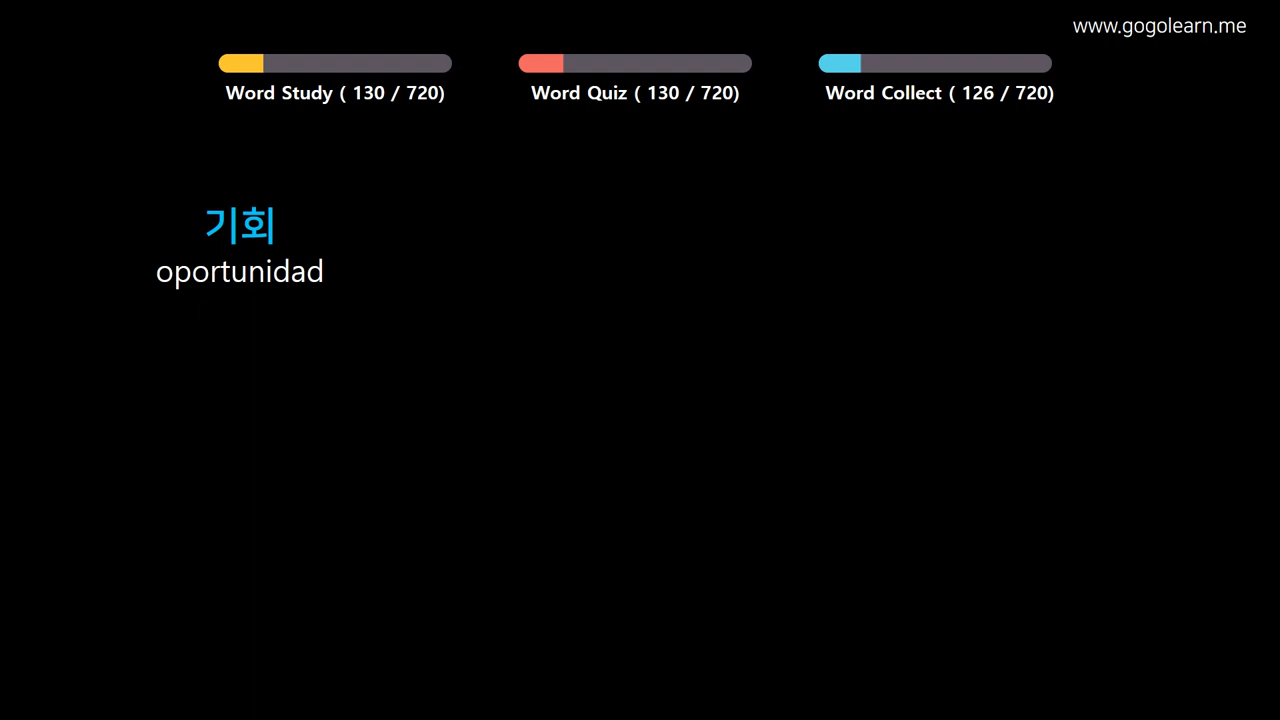 www.gogolearn.me
Word Study ( 130 / 720)
Word Quiz ( 130 / 720)
Word Collect ( 126 / 720)
기회
oportunidad